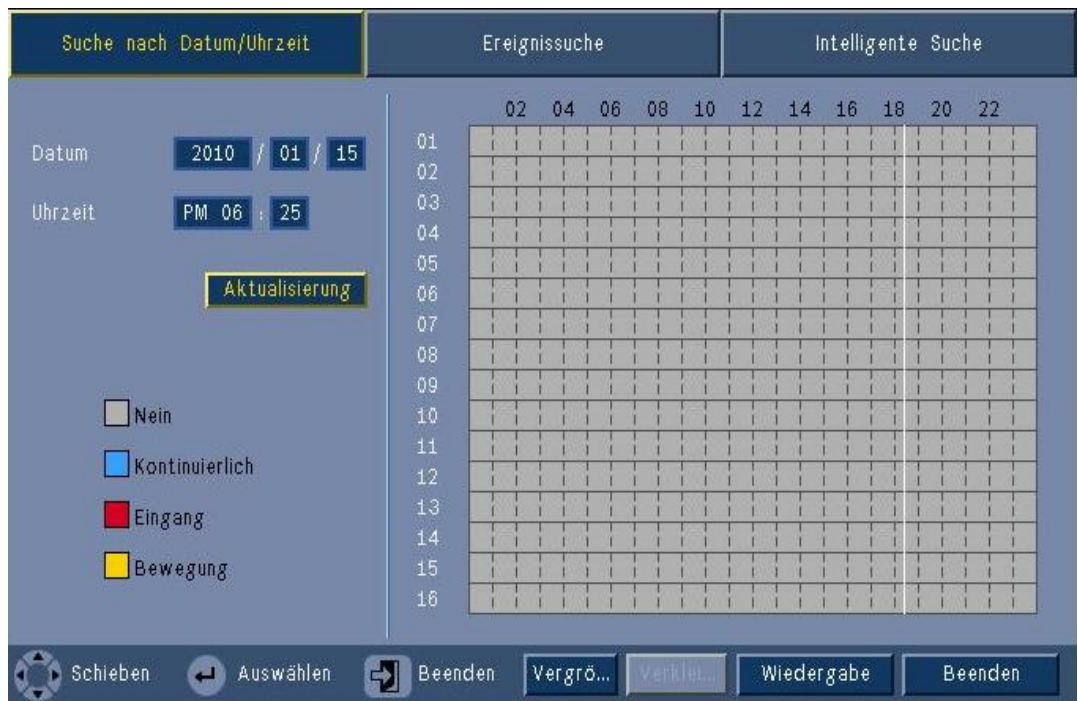 Suche nach Datum/Uhrzeit Ereignissuche Intelligente Suche
02 04 06 08 10 12 14 16 18 20 22
Datum 2010 / 01 / 15
Uhrzeit PM 06 : 25
Aktualisierung
Nein
Kontinuierlich
Eingang
Bewegung
01
02
03
04
05
06
07
08
09
10
11
12
13
14
15
16
Schieben Auswählen Beenden Vergrö... Verklei... Wiedergabe Beenden